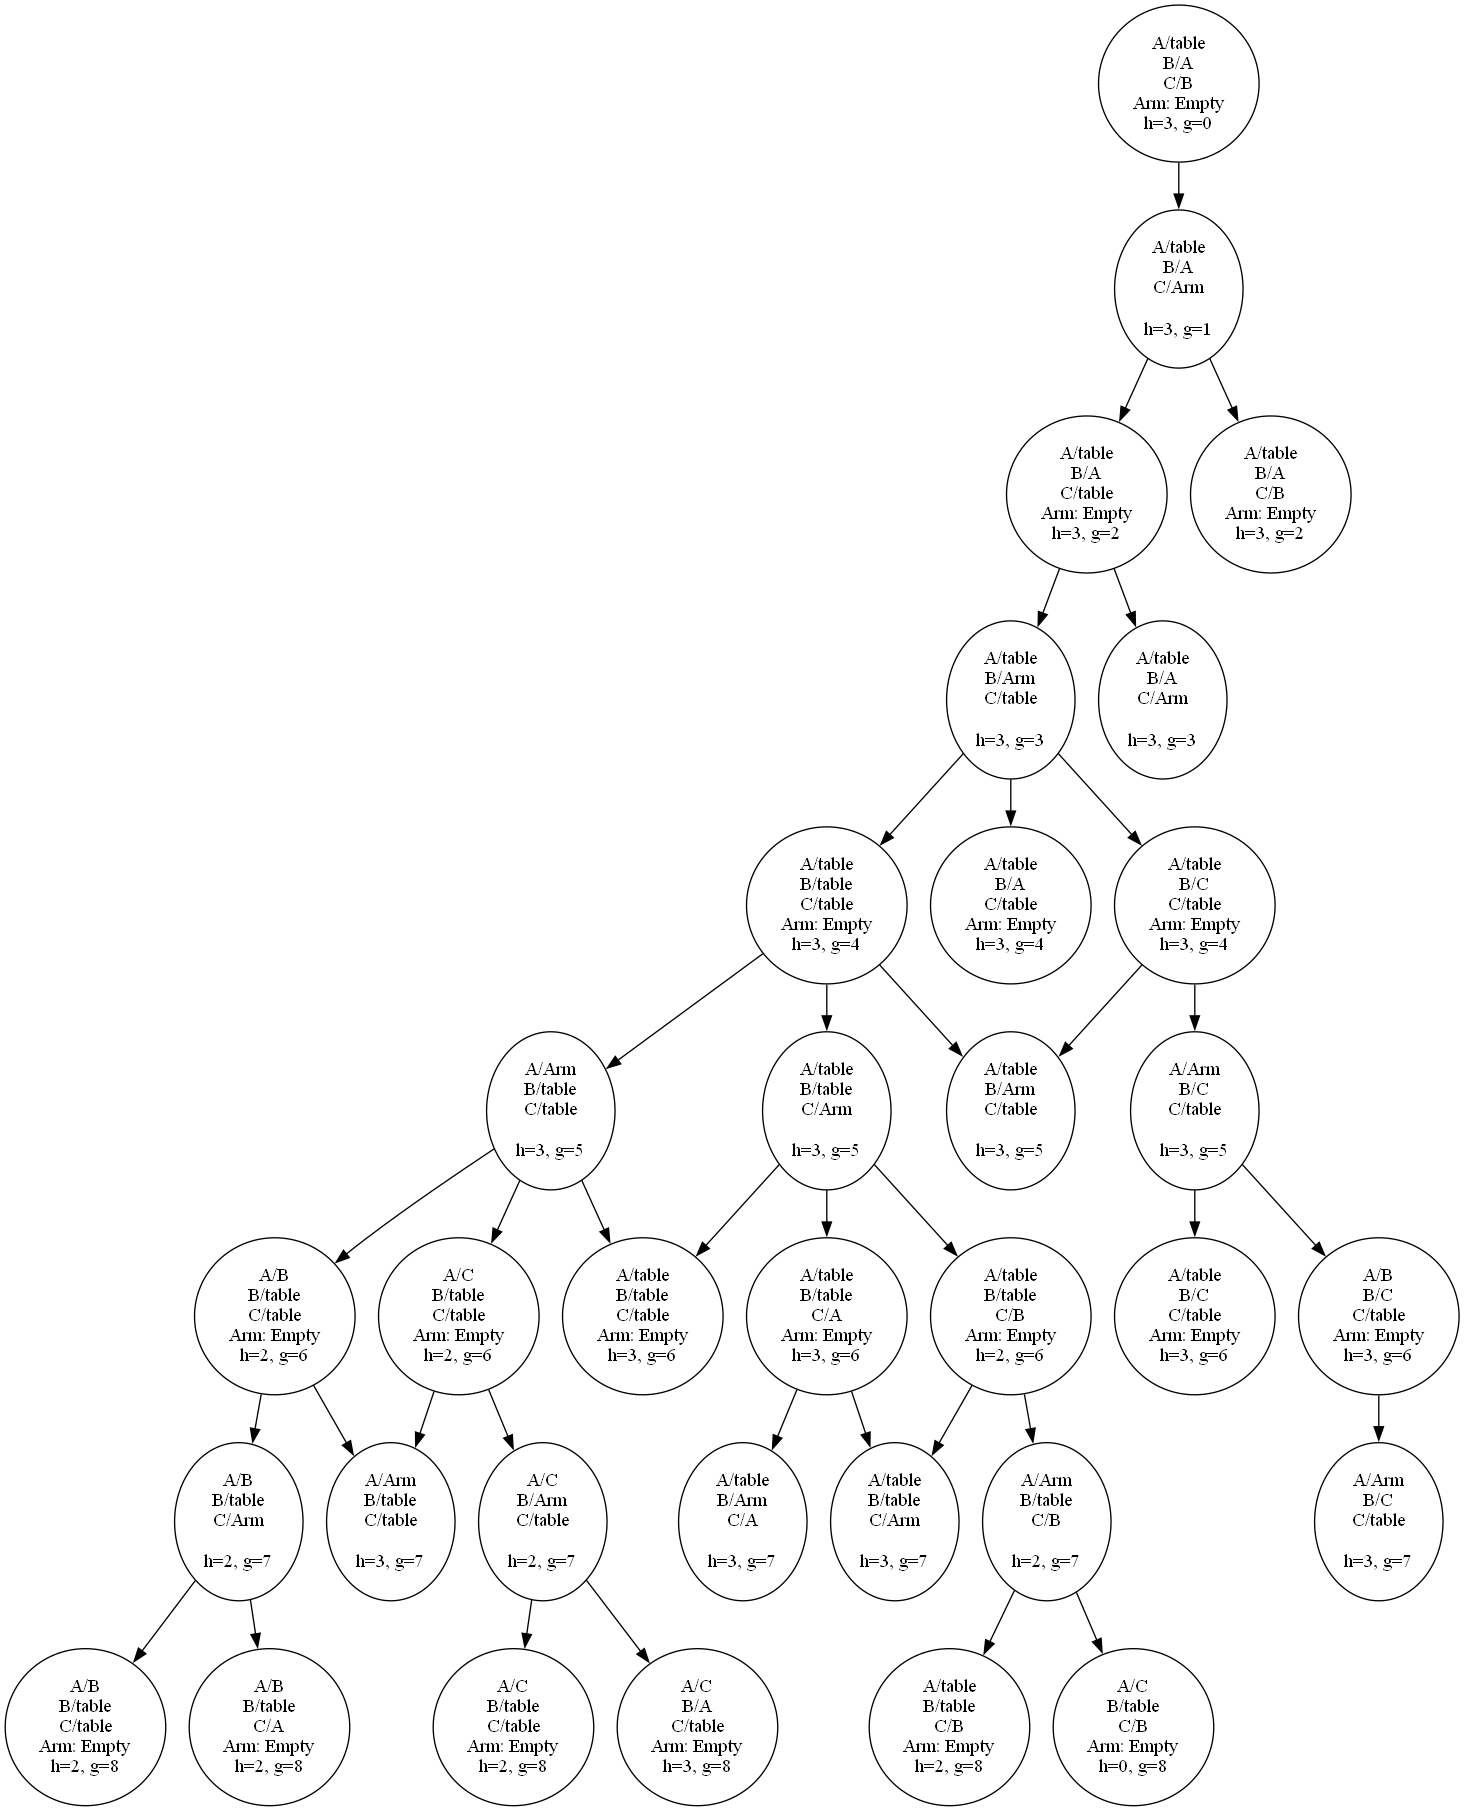 A/table
B/A
C/B
Arm: Empty
h=3, g=0
A/table
B/A
C/Arm
h=3, g=1
A/table
B/A
C/table
Arm: Empty
h=3, g=2
A/table
B/A
C/B
Arm: Empty
h=3, g=2
A/table
B/Arm
C/table
h=3, g=3
A/table
B/A
C/Arm
h=3, g=3
A/table
B/table
C/table
Arm: Empty
h=3, g=4
A/table
B/A
C/table
Arm: Empty
h=3, g=4
A/table
B/C
C/table
Arm: Empty
h=3, g=4
A/Arm
B/table
C/table
h=3, g=5
A/table
B/table
C/Arm
h=3, g=5
A/table
B/Arm
C/table
h=3, g=5
A/Arm
B/C
C/table
h=3, g=5
A/B
B/table
C/table
Arm: Empty
h=2, g=6
A/C
B/table
C/table
Arm: Empty
h=2, g=6
A/table
B/table
C/table
Arm: Empty
h=3, g=6
A/table
B/table
C/A
Arm: Empty
h=3, g=6
A/table
B/table
C/B
Arm: Empty
h=2, g=6
A/table
B/C
C/table
Arm: Empty
h=3, g=6
A/B
B/C
C/table
Arm: Empty
h=3, g=6
A/B
B/table
C/Arm
h=2, g=7
A/Arm
B/table
C/table
h=3, g=7
A/C
B/Arm
C/table
h=2, g=7
A/table
B/Arm
C/A
h=3, g=7
A/table
B/table
C/Arm
h=3, g=7
A/Arm
B/table
C/B
h=2, g=7
A/Arm
B/C
C/table
h=3, g=7
A/B
B/table
C/table
Arm: Empty
h=2, g=8
A/B
B/table
C/A
Arm: Empty
h=2, g=8
A/C
B/table
C/table
Arm: Empty
h=2, g=8
A/C
B/A
C/table
Arm: Empty
h=3, g=8
A/table
B/table
C/B
Arm: Empty
h=2, g=8
A/C
B/table
C/B
Arm: Empty
h=0, g=8